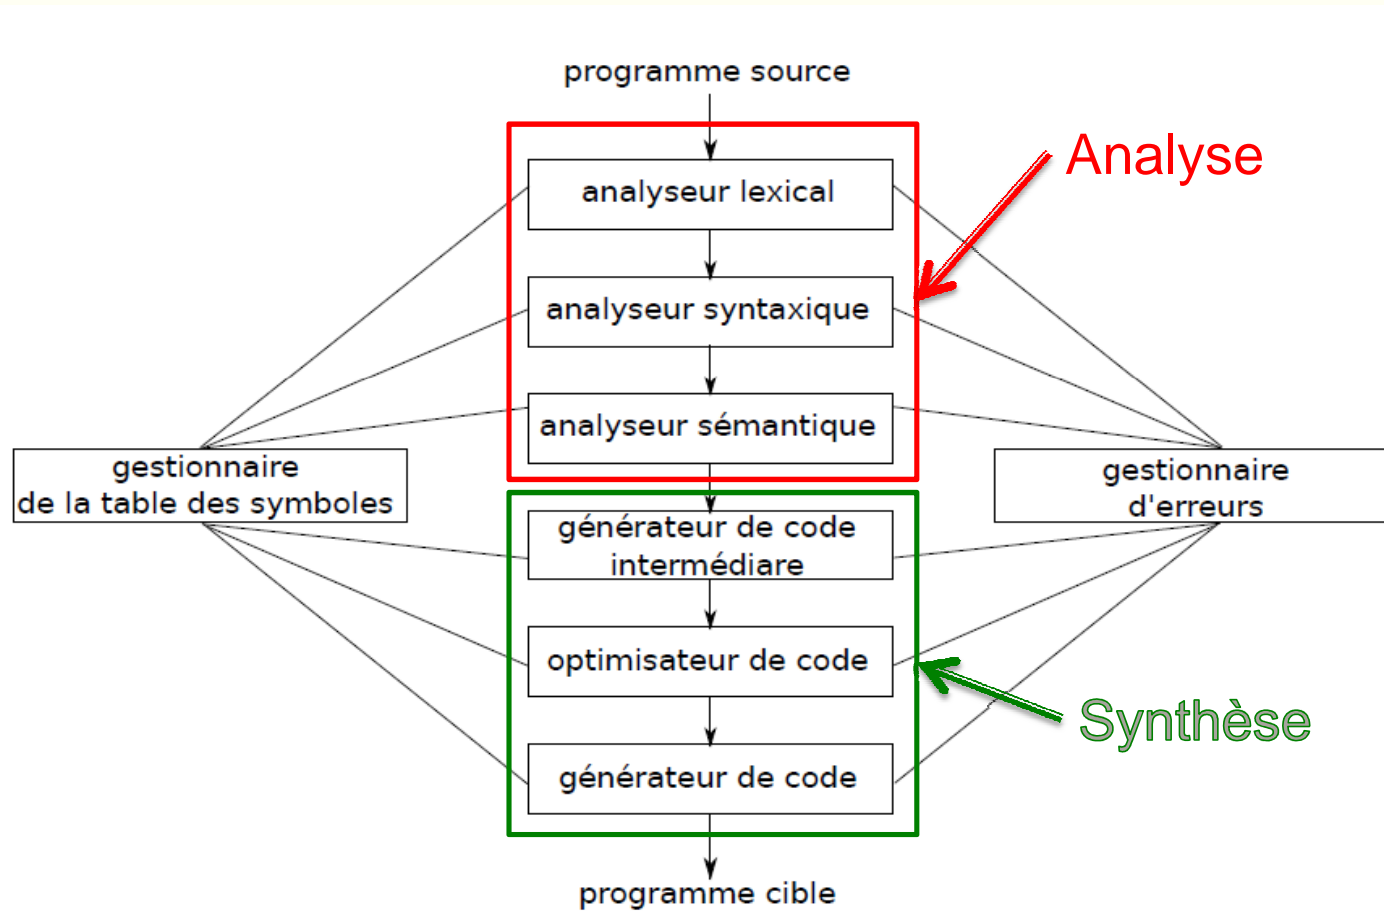 programme source
Analyse
analyseur lexical
analyseur syntaxique
analyseur sémantique
gestionnaire
de la table des symboles
gestionnaire
d'erreurs
générateur de code
intermédiare
optimisateur de code
Synthèse
générateur de code
programme cible